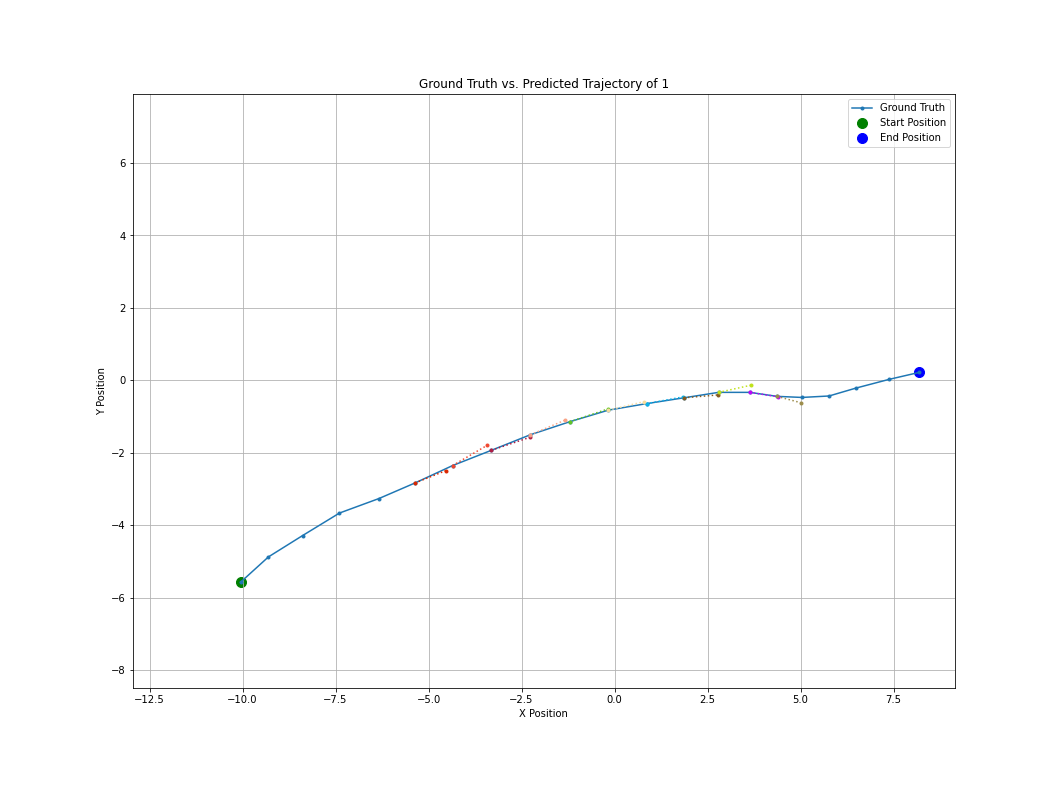 Ground Truth vs. Predicted Trajectory of 1
Ground Truth
Start Position
End Position
6
4
2
0
−2
−4
−6
−8
Y Position
−12.5 −10.0 −7.5 −5.0 −2.5 0.0 2.5 5.0 7.5
X Position